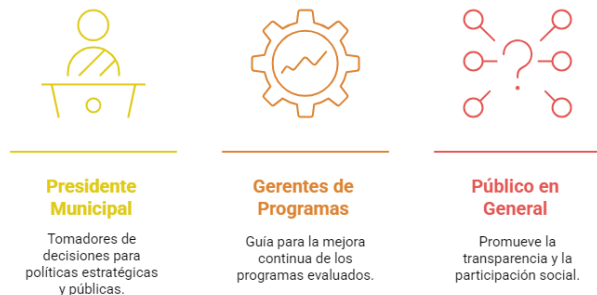 Presidente
Municipal
Tomadores de
decisiones para
políticas estratégicas
y públicas.
Gerentes de
Programas
Guía para la mejora
continua de los
programas evaluados.
Público en
General
Promueve la
transparencia y la
participación social.